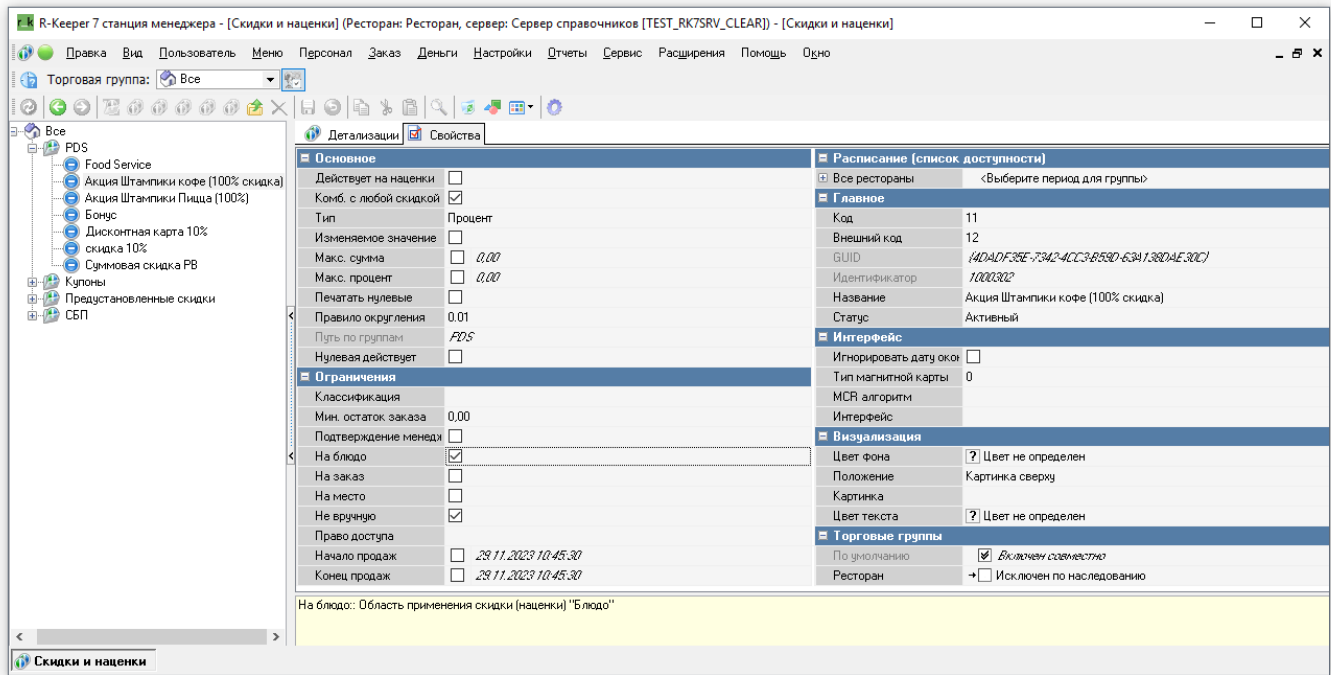 R-Keeper 7 станция менеджера - [Скидки и наценки] (Ресторан: Ресторан, сервер: Сервер справочников [TEST_RK7SRV_CLEAR]) - [Скидки и наценки]
Правка Вид Пользователь Меню Персонал Заказ Деньги Настройки Отчеты Сервис Расширения Помощь Окно
Торговая группа: Все
Все
PDS
Food Service
Акция Штампики кофе (100% скидка)
Акция Штампики Пицца (100%)
Бонус
Дисконтная карта 10%
скидка 10%
Суммовая скидка РВ
Купоны
Предустановленные скидки
СБП
Детализации Свойства
Основное
Действует на наценки
Комб. с любой скидкой
Тип Процент
Изменяемое значение
Макс. сумма 0,00
Макс. процент 0,00
Печатать нулевые
Правило округления 0.01
Путь по группам PDS
Нулевая действует
Ограничения
Классификация
Мин. остаток заказа 0,00
Подтверждение менедж
На блюдо
На заказ
На место
Не вручную
Право доступа
Начало продаж 29.11.2023 10:45:30
Конец продаж 29.11.2023 10:45:30
Расписание (список доступности)
Все рестораны <Выберите период для группы>
Главное
Код 11
Внешний код 12
GUID {4DADF35E-7342-4CC3-B59D-63A138DAE30C}
Идентификатор 1000302
Название Акция Штампики кофе (100% скидка)
Статус Активный
Интерфейс
Игнорировать дату окон
Тип магнитной карты 0
MCR алгоритм
Интерфейс
Визуализация
Цвет фона ? Цвет не определен
Положение Картинка сверху
Картинка
Цвет текста ? Цвет не определен
Торговые группы
По умолчанию Включен совместно
Ресторан Исключен по наследованию
На блюдо:: Область применения скидки (наценки) "Блюдо"
Скидки и наценки